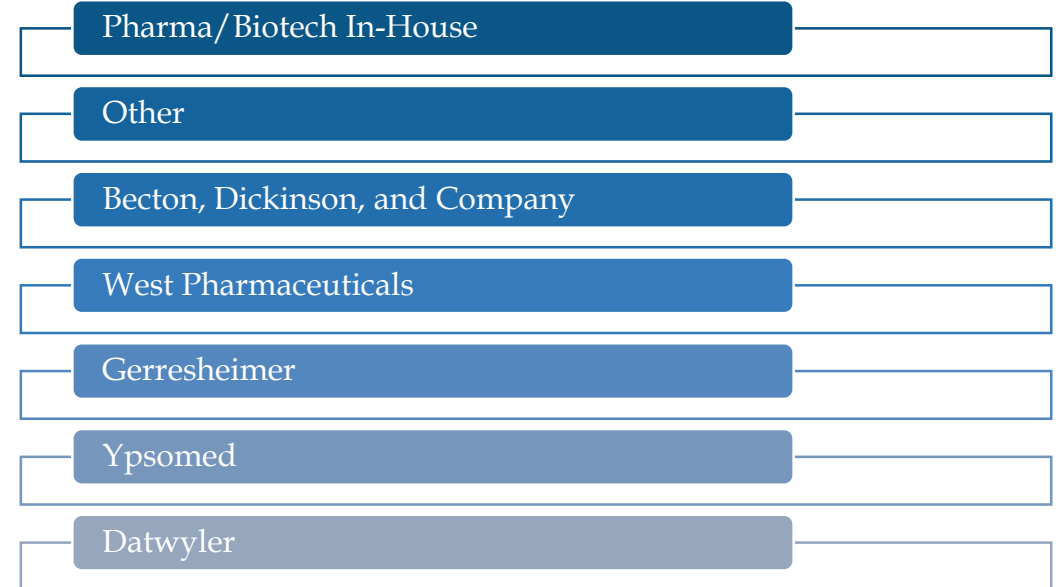 Pharma/Biotech In-House
Other
Becton, Dickinson, and Company
West Pharmaceuticals
Gerresheimer
Ypsomed
Datwyler